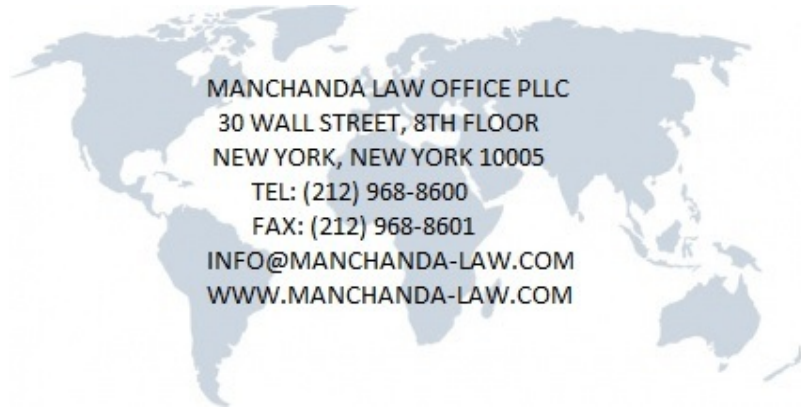 MANCHANDA LAW OFFICE PLLC
30 WALL STREET, 8TH FLOOR
NEW YORK, NEW YORK 10005
TEL: (212) 968-8600
FAX: (212) 968-8601
INFO@MANCHANDA-LAW.COM
WWW.MANCHANDA-LAW.COM